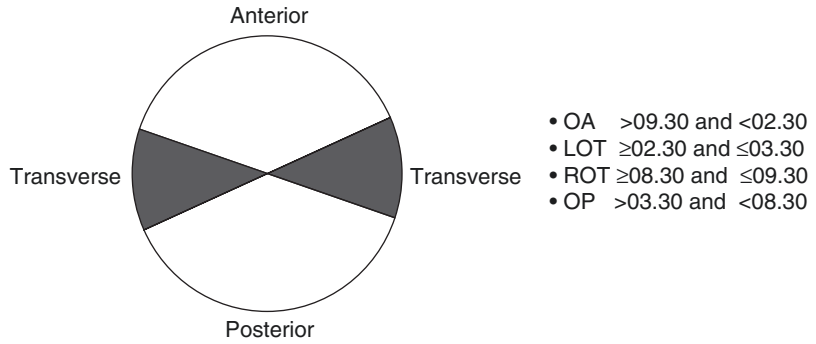 Anterior
Transverse
Transverse
Posterior
• OA >09.30 and <02.30
• LOT ≥02.30 and ≤03.30
• ROT ≥08.30 and ≤09.30
• OP >03.30 and <08.30